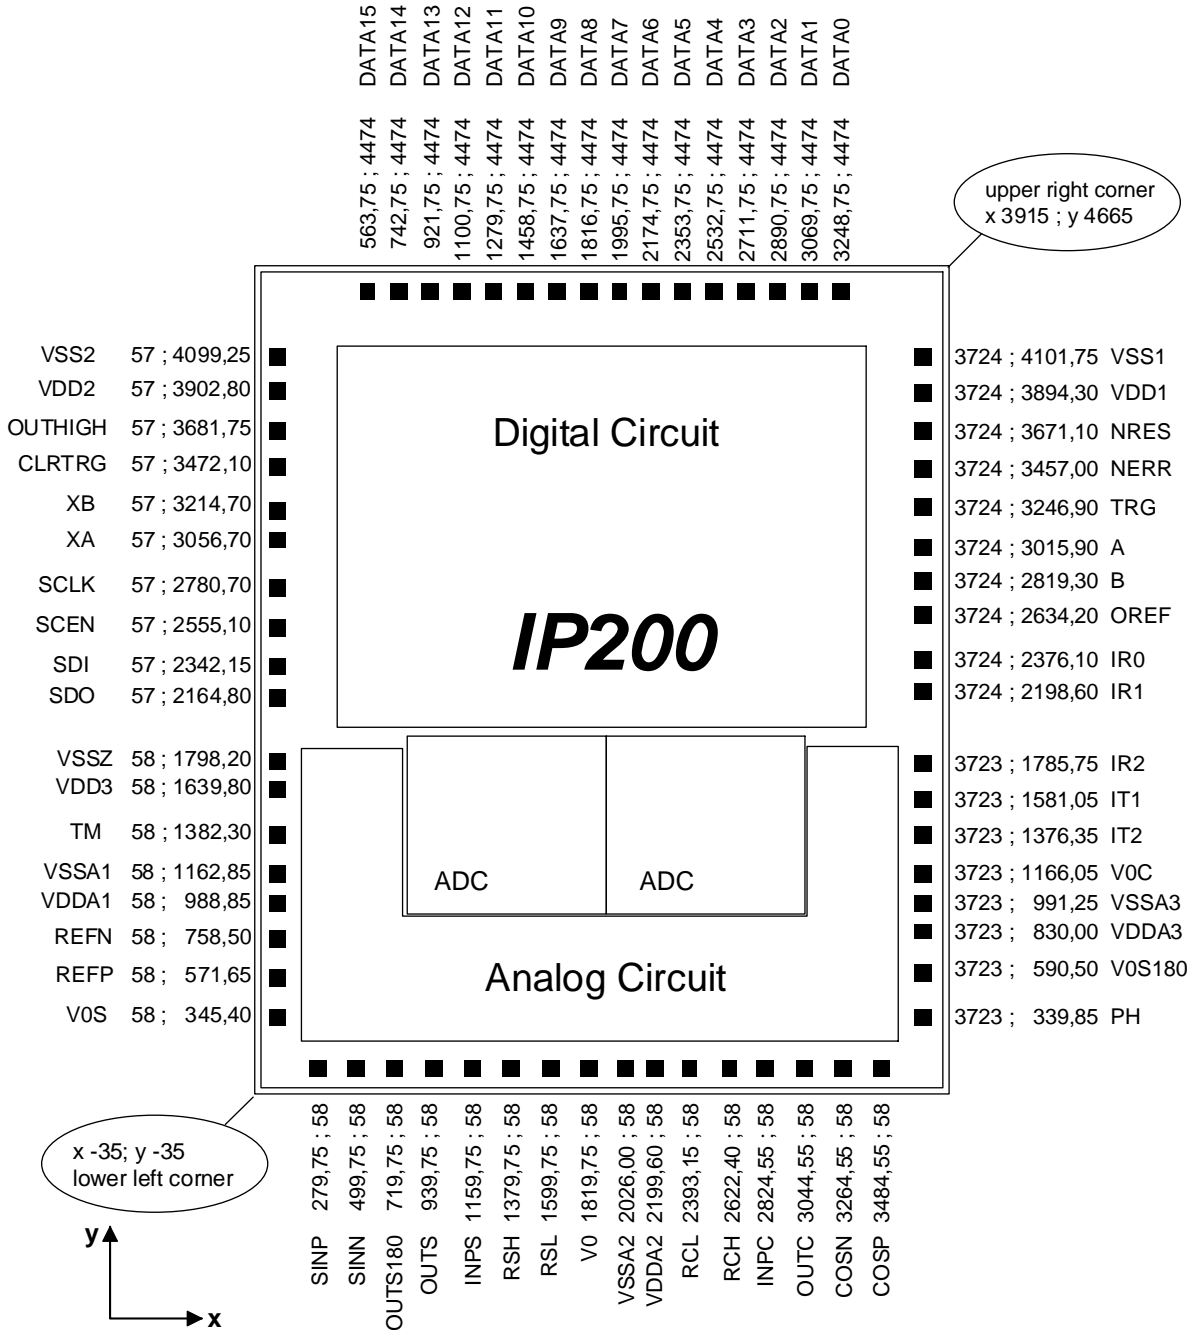 563,75 ; 4474 DATA15
742,75 ; 4474 DATA14
921,75 ; 4474 DATA13
1100,75 ; 4474 DATA12
1279,75 ; 4474 DATA11
1458,75 ; 4474 DATA10
1637,75 ; 4474 DATA9
1816,75 ; 4474 DATA8
1995,75 ; 4474 DATA7
2174,75 ; 4474 DATA6
2353,75 ; 4474 DATA5
2532,75 ; 4474 DATA4
2711,75 ; 4474 DATA3
2890,75 ; 4474 DATA2
3069,75 ; 4474 DATA1
3248,75 ; 4474 DATA0
upper right corner
x 3915 ; y 4665
VSS2 57 ; 4099,25
VDD2 57 ; 3902,80
OUTHIGH 57 ; 3681,75
CLRTRG 57 ; 3472,10
XB 57 ; 3214,70
XA 57 ; 3056,70
SCLK 57 ; 2780,70
SCEN 57 ; 2555,10
SDI 57 ; 2342,15
SDO 57 ; 2164,80
VSSZ 58 ; 1798,20
VDD3 58 ; 1639,80
TM 58 ; 1382,30
VSSA1 58 ; 1162,85
VDDA1 58 ; 988,85
REFN 58 ; 758,50
REFP 58 ; 571,65
V0S 58 ; 345,40
Digital Circuit
IP200
ADC
ADC
Analog Circuit
3724 ; 4101,75 VSS1
3724 ; 3894,30 VDD1
3724 ; 3671,10 NRES
3724 ; 3457,00 NERR
3724 ; 3246,90 TRG
3724 ; 3015,90 A
3724 ; 2819,30 B
3724 ; 2634,20 OREF
3724 ; 2376,10 IR0
3724 ; 2198,60 IR1
3723 ; 1785,75 IR2
3723 ; 1581,05 IT1
3723 ; 1376,35 IT2
3723 ; 1166,05 V0C
3723 ; 991,25 VSSA3
3723 ; 830,00 VDDA3
3723 ; 590,50 V0S180
3723 ; 339,85 PH
x -35; y -35
lower left corner
SINP 279,75 ; 58
SINN 499,75 ; 58
OUTS180 719,75 ; 58
OUTS 939,75 ; 58
INPS 1159,75 ; 58
RSH 1379,75 ; 58
RSL 1599,75 ; 58
V0 1819,75 ; 58
VSSA2 2026,00 ; 58
VDDA2 2199,60 ; 58
RCL 2393,15 ; 58
RCH 2622,40 ; 58
INPC 2824,55 ; 58
OUTC 3044,55 ; 58
COSN 3264,55 ; 58
COSP 3484,55 ; 58
y
x